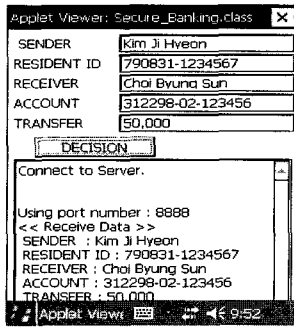 Applet Viewer: Secure_Banking.class
SENDER Kim Ji Hyeon
RESIDENT ID 790831-1234567
RECEIVER Choi Byung Sun
ACCOUNT 312298-02-123456
TRANSFER 50,000
DECISION
Connect to Server.
Using port number : 8888
<< Receive Data >>
SENDER : Kim Ji Hyeon
RESIDENT ID : 790831-1234567
RECEIVER : Choi Byung Sun
ACCOUNT : 312298-02-123456
TRANSFER : 50,000
Applet Viewe 9:52